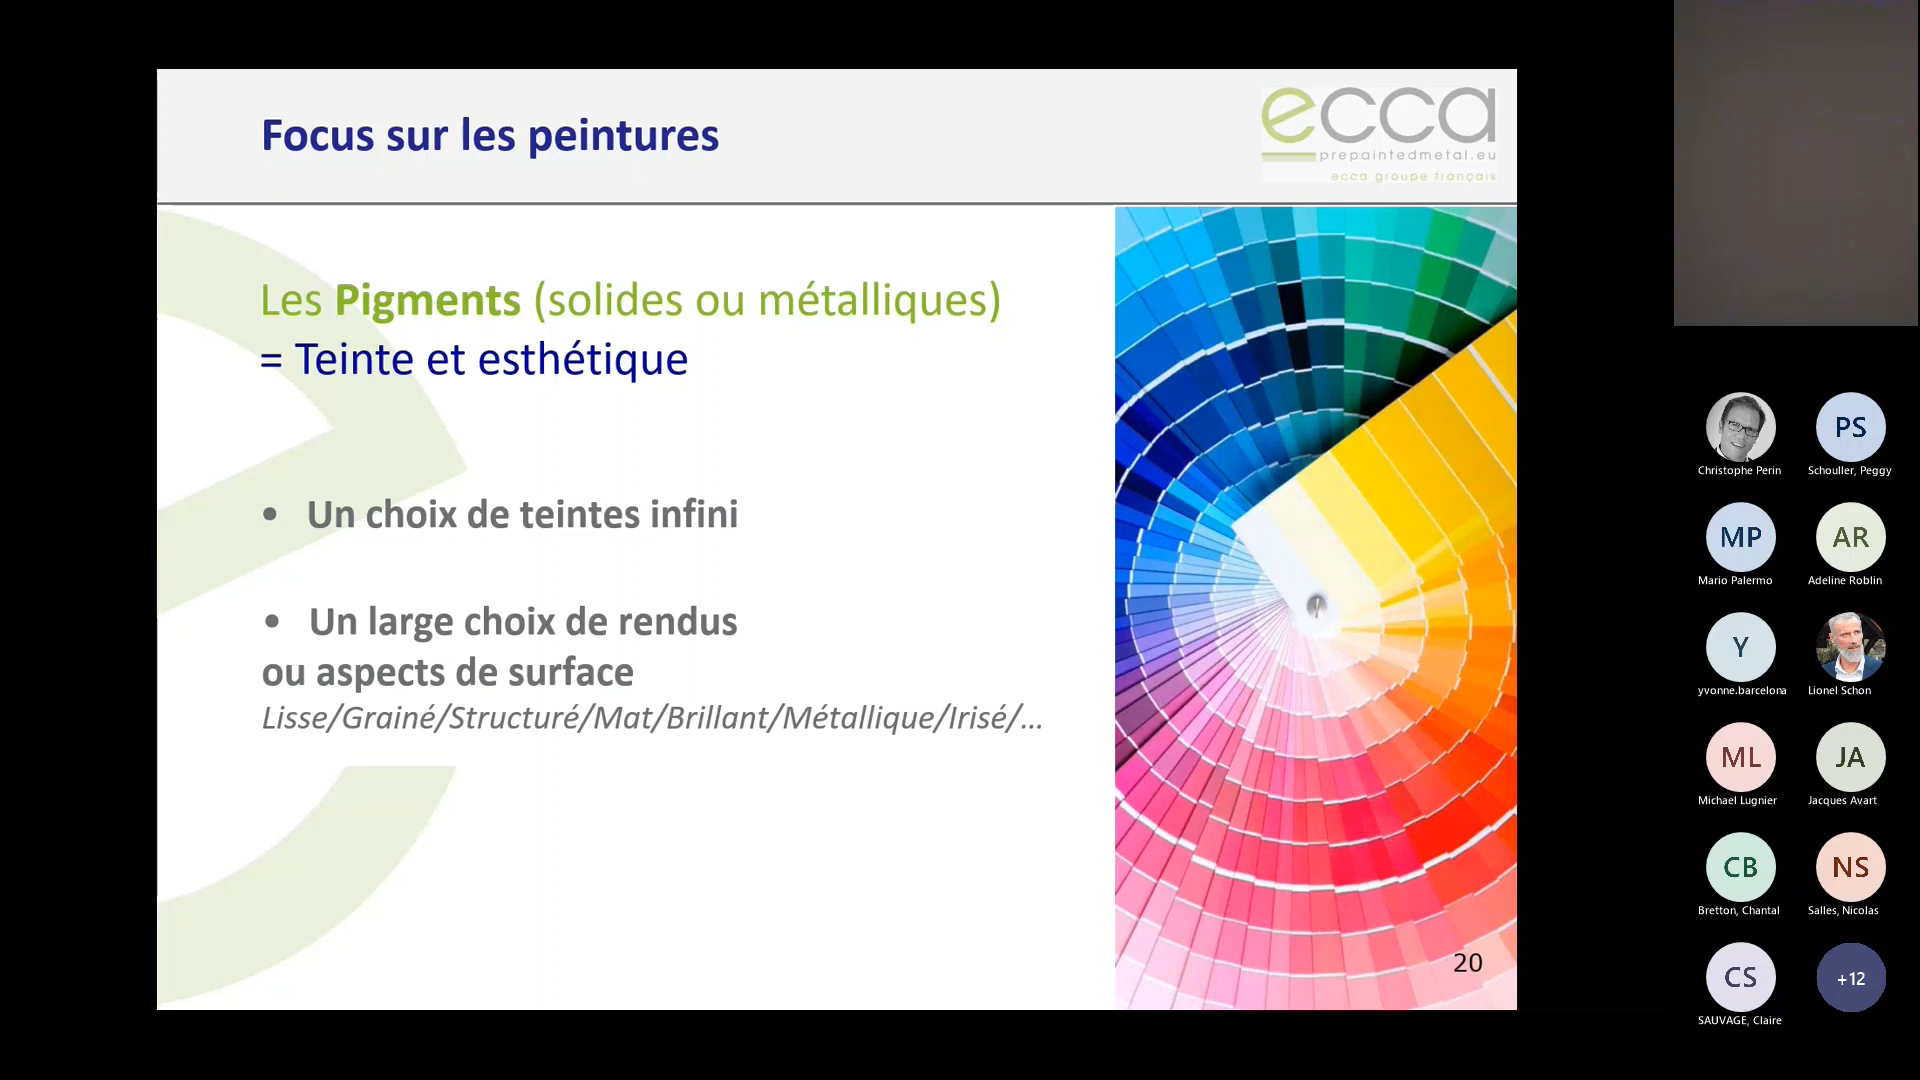 Focus sur les peintures
ecca
prepaintedmetal.eu
ecca groupe français
Les Pigments (solides ou métalliques)
= Teinte et esthétique
• Un choix de teintes infini
• Un large choix de rendus
ou aspects de surface
Lisse/Grainé/Structuré/Mat/Brillant/Métallique/Irisé/...
20
Christophe Perin
PS
Schouller, Peggy
MP
Mario Palermo
AR
Adeline Roblin
Y
yvonne.barcelona
Lionel Schon
ML
Michael Lugnier
JA
Jacques Avart
CB
Bretton, Chantal
NS
Salles, Nicolas
CS
SAUVAGE, Claire
+12